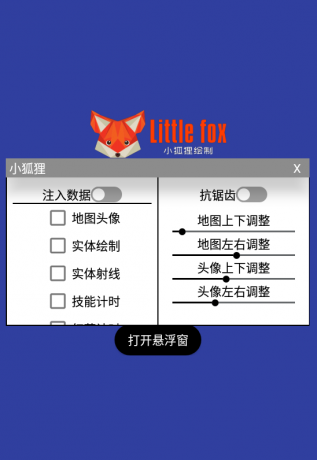 Little fox
小狐狸绘制
小狐狸 X
注入数据
地图头像
实体绘制
实体射线
技能计时
抗锯齿
地图上下调整
地图左右调整
头像上下调整
头像左右调整
打开悬浮窗